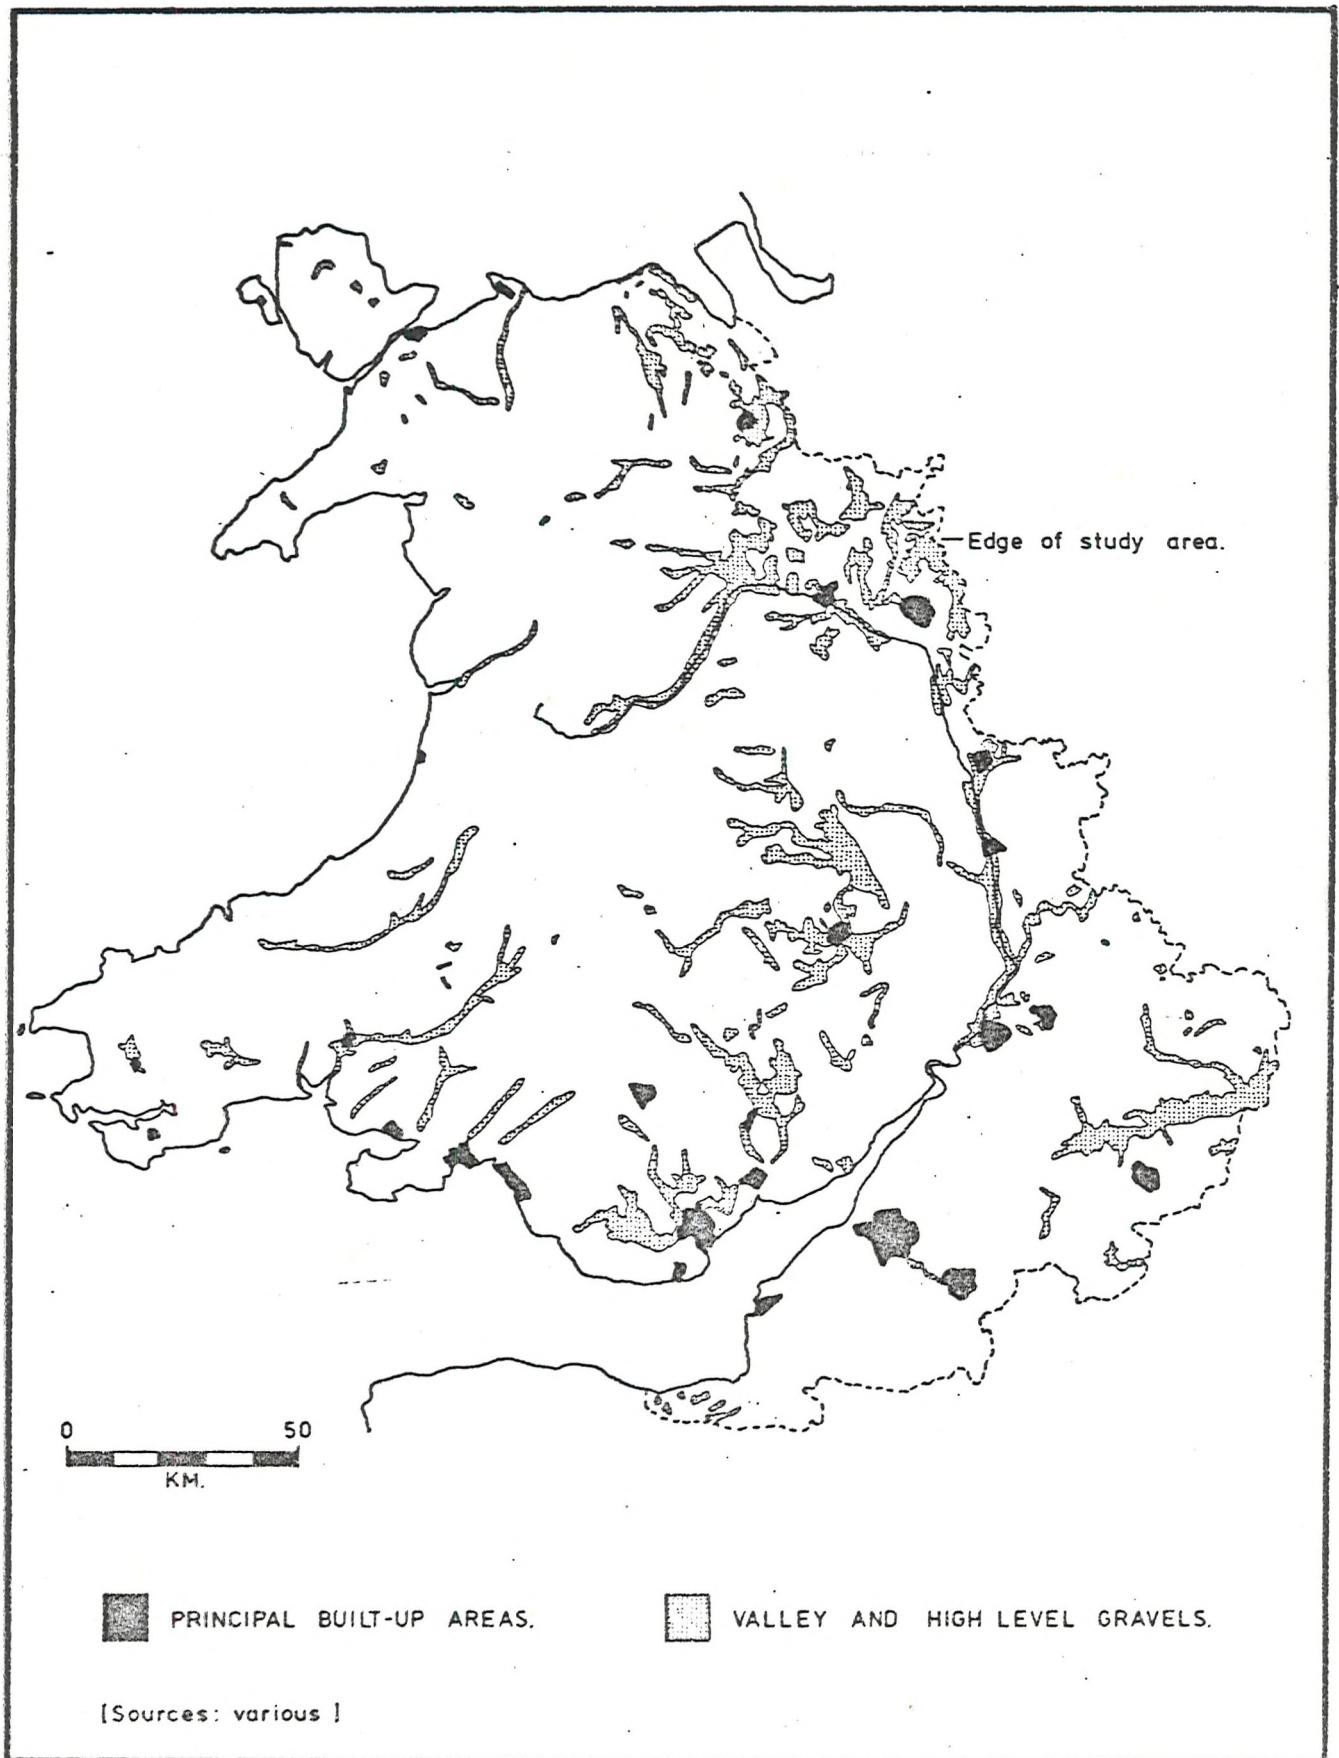 Edge of study area.
0 50
KM.
PRINCIPAL BUILT-UP AREAS.
VALLEY AND HIGH LEVEL GRAVELS.
[Sources: various ]